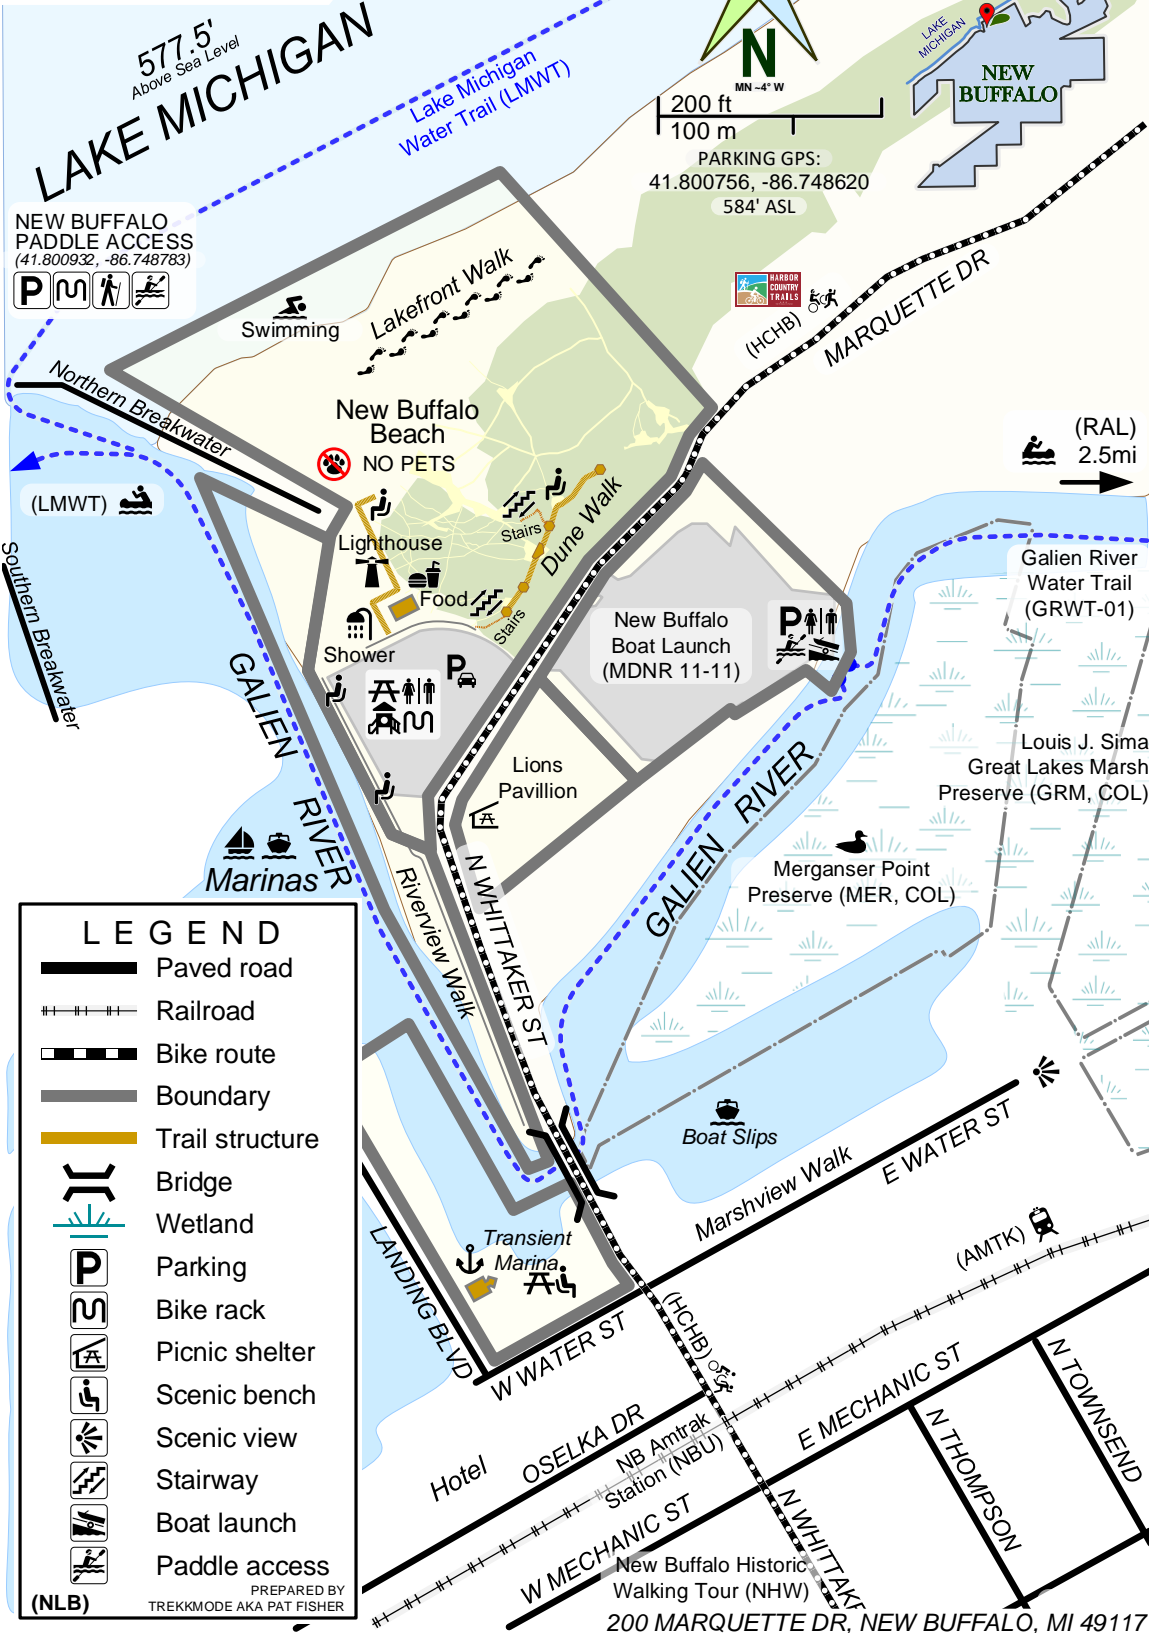 577.5'
Above Sea Level
LAKE MICHIGAN
Lake Michigan
Water Trail (LMWT)
N
MN ~4° W
200 ft
100 m
PARKING GPS:
41.800756, -86.748620
584' ASL
LAKE
MICHIGAN
NEW
BUFFALO
NEW BUFFALO
PADDLE ACCESS
(41.800932, -86.748783)
P
Swimming
Lakefront Walk
HARBOR
COUNTRY
TRAILS
(HCHB)
MARQUETTE DR
Northern Breakwater
New Buffalo
Beach
NO PETS
(RAL)
2.5mi
(LMWT)
Southern Breakwater
Lighthouse
Stairs
Dune Walk
Food
Stairs
Shower
P
New Buffalo
Boat Launch
(MDNR 11-11)
P
Galien River
Water Trail
(GRWT-01)
GALIEN RIVER
Lions
Pavillion
GALIEN RIVER
Louis J. Sima
Great Lakes Marsh
Preserve (GRM, COL)
Merganser Point
Preserve (MER, COL)
Marinas
Riverview Walk
N WHITTAKER ST
Boat Slips
Marshview Walk
E WATER ST
(AMTK)
Transient
Marina
LANDING BLVD
W WATER ST
(HCHB)
Hotel
OSELKA DR
NB Amtrak
Station (NBU)
E MECHANIC ST
W MECHANIC ST
N THOMPSON
N TOWNSEND
N WHITTAKE
New Buffalo Historic
Walking Tour (NHW)
LEGEND
Paved road
Railroad
Bike route
Boundary
Trail structure
Bridge
Wetland
P Parking
Bike rack
Picnic shelter
Scenic bench
Scenic view
Stairway
Boat launch
Paddle access
(NLB)
PREPARED BY
TREKKMODE AKA PAT FISHER
200 MARQUETTE DR, NEW BUFFALO, MI 49117